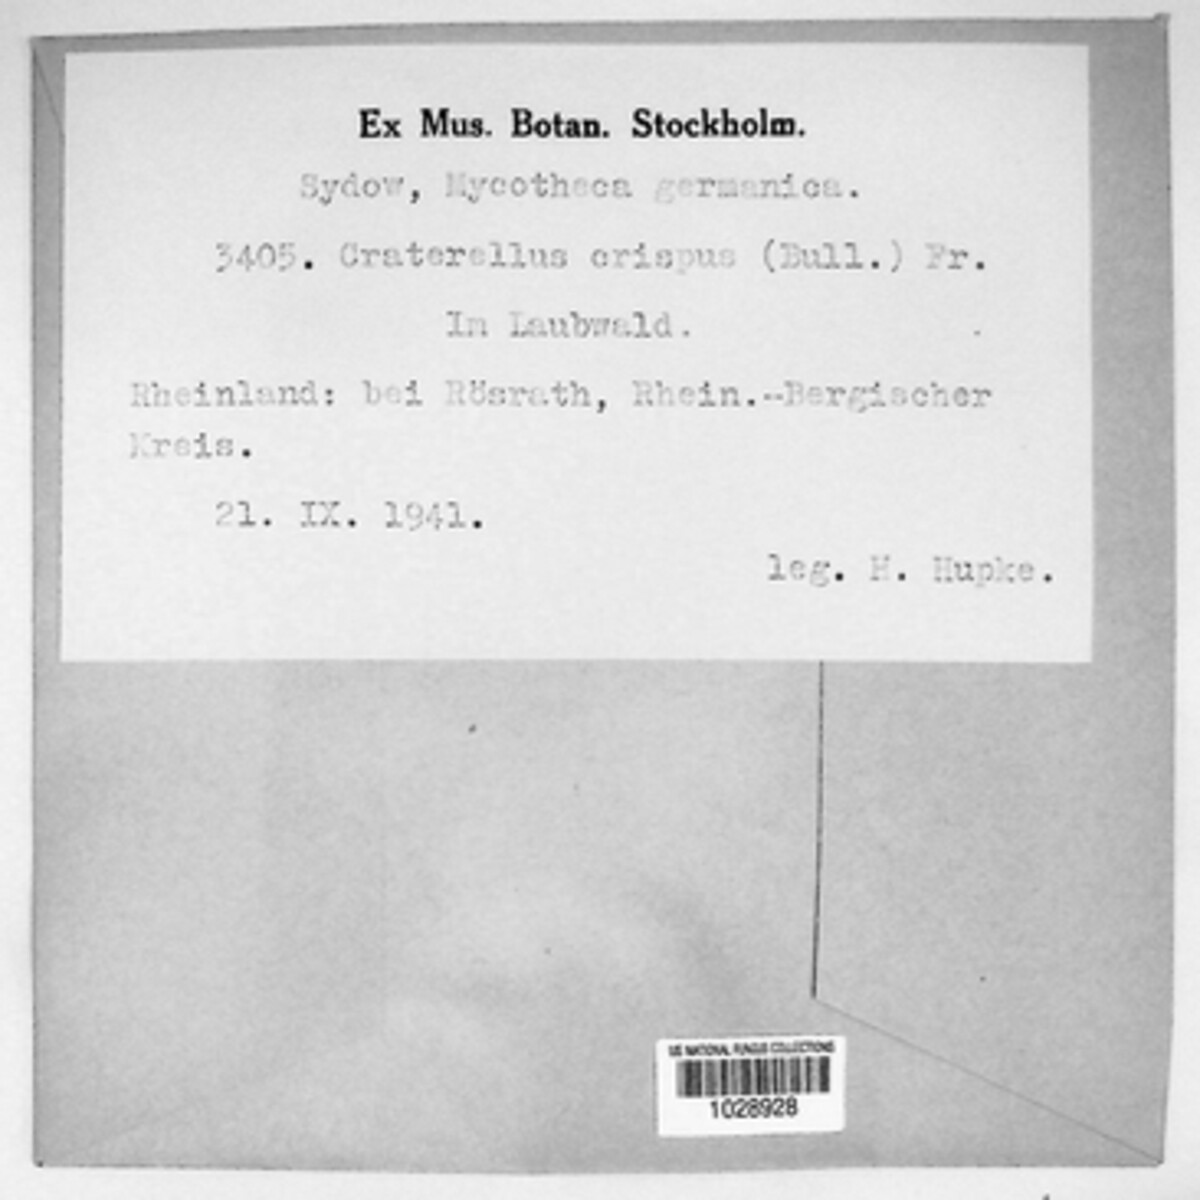 Ex Mus. Botan. Stockholm.
Sydow, Mycotheca germanica.
3405. Craterellus crispus (Bull.) Fr.
In Laubwald.
Rheinland: bei Rösrath, Rhein.-Bergischer
Kreis.
21. IX. 1941.
leg. H. Hupke.
US NATIONAL FUNGUS COLLECTIONS
1028928